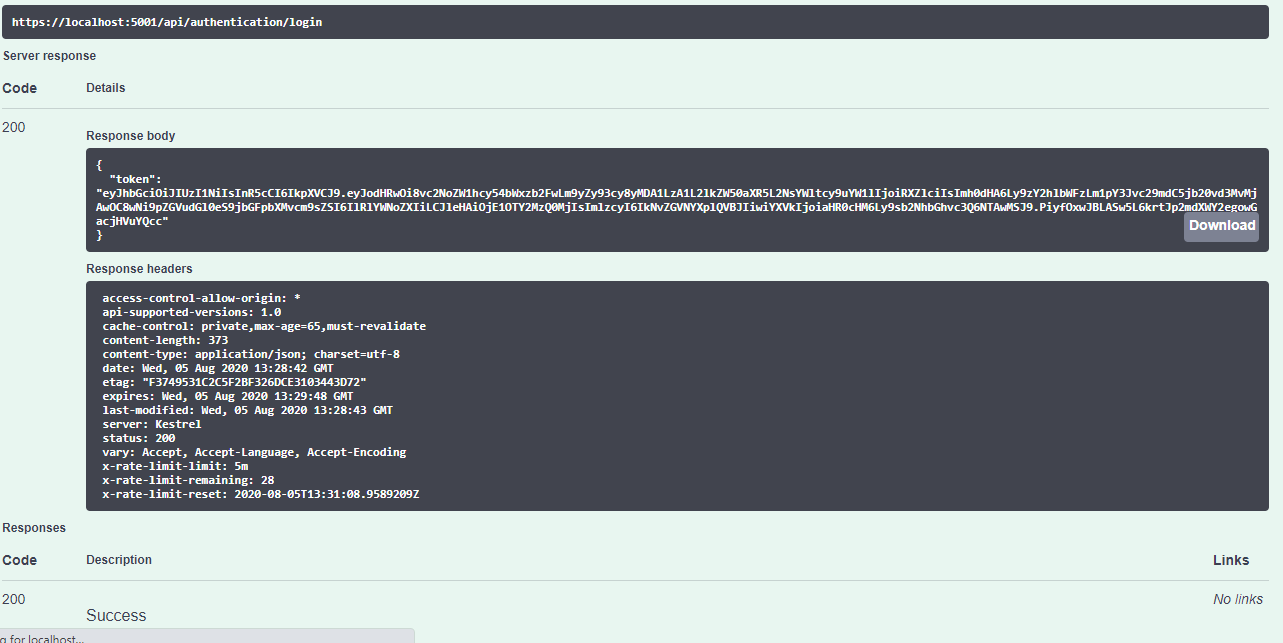 https://localhost:5001/api/authentication/login
Server response
Code Details
200
Response body
{
"token":
"eyJhbGciOiJIUzI1NiIsInR5cCI6IkpXVCJ9.eyJodHRwOi8vc2NoZW1hcy54bWxzb2FwLm9yZy93cy8yMDA1LzA1L2lkZW50aXR5L2NsYWltcy9uYW1lIjoiRXZlciIsImh0dHA6Ly9zY2hlbWFzLm1pY3Jvc29mdC5jb20vd3MvMj
AwOC8wNi9pZGVudGl0eS9jbGFpbXMvcm9sZSI6IlRlYWNoZXIiLCJleHAiOjE1OTY2MzQ0MjIsImlzcyI6IkNvZGVNYXplQVBJIiwiYXVkIjoiaHR0cHM6Ly9sb2NhbGhvc3Q6NTAwMSJ9.PiyfOxwJBLASw5L6krtJp2mdXWY2egowG
acjHVuYQcc"
}
Download
Response headers
access-control-allow-origin: *
api-supported-versions: 1.0
cache-control: private,max-age=65,must-revalidate
content-length: 373
content-type: application/json; charset=utf-8
date: Wed, 05 Aug 2020 13:28:42 GMT
etag: "F3749531C2C5F2BF326DCE3103443D72"
expires: Wed, 05 Aug 2020 13:29:48 GMT
last-modified: Wed, 05 Aug 2020 13:28:43 GMT
server: Kestrel
status: 200
vary: Accept, Accept-Language, Accept-Encoding
x-rate-limit-limit: 5m
x-rate-limit-remaining: 28
x-rate-limit-reset: 2020-08-05T13:31:08.9589209Z
Responses
Code Description Links
200 No links
Success
g for localhost...